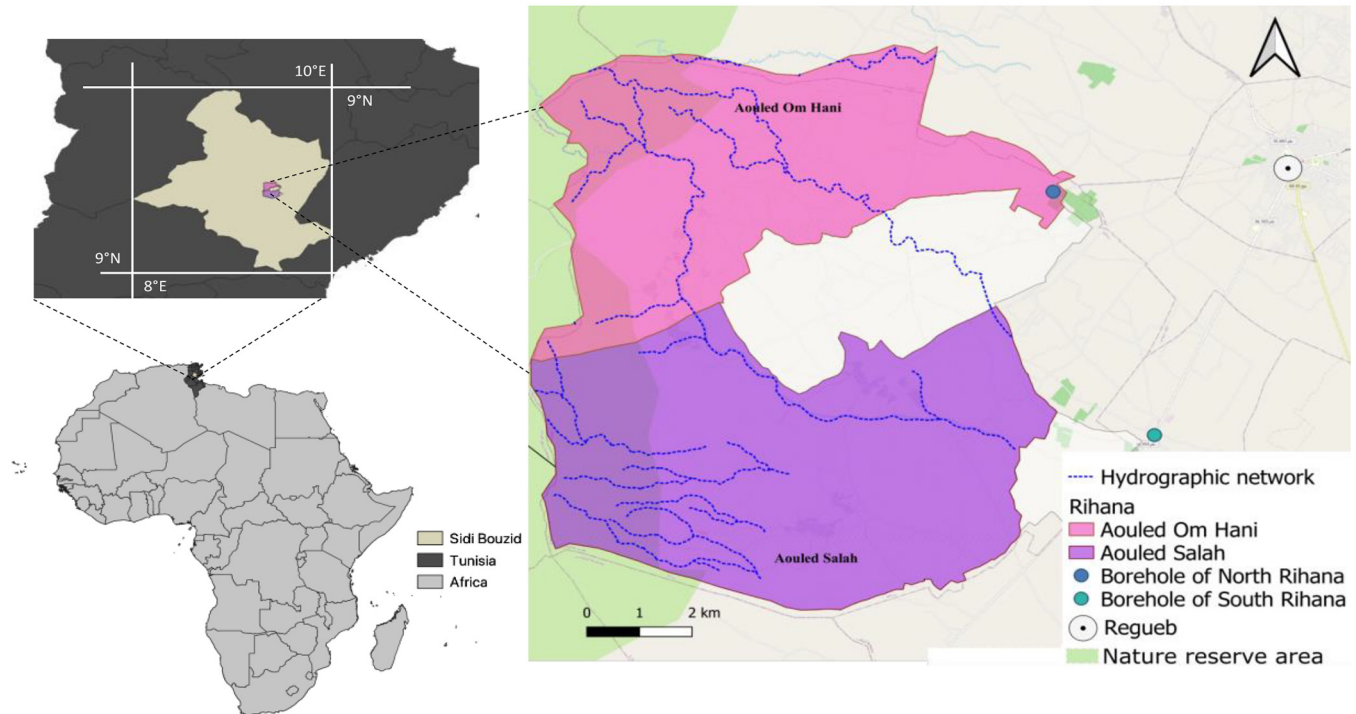 10°E
9°N
9°N
8°E
Sidi Bouzid
Tunisia
Africa
Aouled Om Hani
Aouled Salah
0 1 2 km
Hydrographic network
Rihana
Aouled Om Hani
Aouled Salah
Borehole of North Rihana
Borehole of South Rihana
Regueb
Nature reserve area